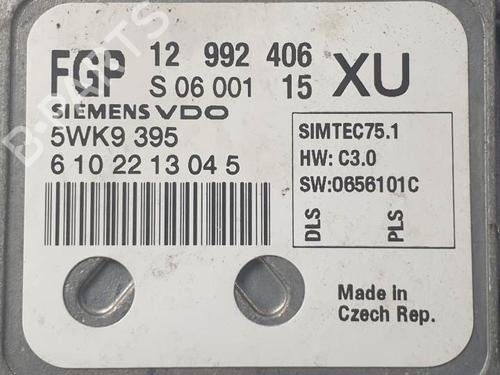 FGP 12 992 406 XU
S 06 001 15
SIEMENS VDO
5WK9 395
6 10 22 13 04 5
SIMTEC75.1
HW: C3.0
SW:0656101C
DLS PLS
Made in
Czech Rep.
B-PARTS